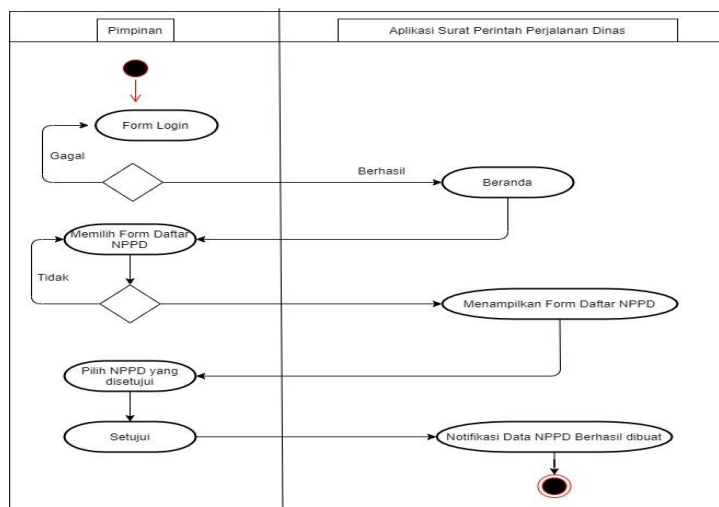 Pimpinan
Aplikasi Surat Perintah Perjalanan Dinas
Form Login
Gagal
Berhasil
Beranda
Memilih Form Daftar
NPPD
Tidak
Menampilkan Form Daftar NPPD
Pilih NPPD yang
disetujui
Setujui
Notifikasi Data NPPD Berhasil dibuat